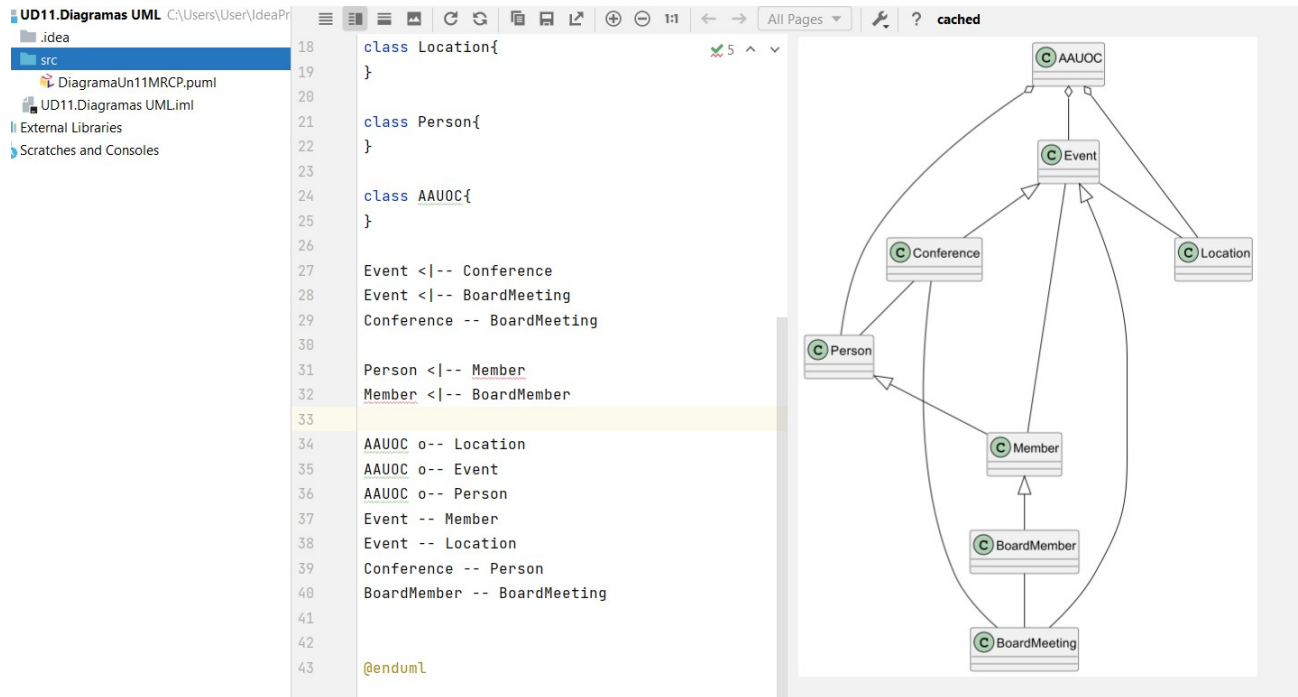 UD11.Diagramas UML C:\Users\User\IdeaPr
.idea
src
DiagramaUn11MRCP.puml
UD11.Diagramas UML.iml
External Libraries
Scratches and Consoles
1:1
All Pages
?
cached
5
18 class Location{
19 }
20
21 class Person{
22 }
23
24 class AAUOC{
25 }
26
27 Event <|-- Conference
28 Event <|-- BoardMeeting
29 Conference -- BoardMeeting
30
31 Person <|-- Member
32 Member <|-- BoardMember
33
34 AAUOC o-- Location
35 AAUOC o-- Event
36 AAUOC o-- Person
37 Event -- Member
38 Event -- Location
39 Conference -- Person
40 BoardMember -- BoardMeeting
41
42
43 @enduml
C AAUOC
C Event
C Conference
C Location
C Person
C Member
C BoardMember
C BoardMeeting